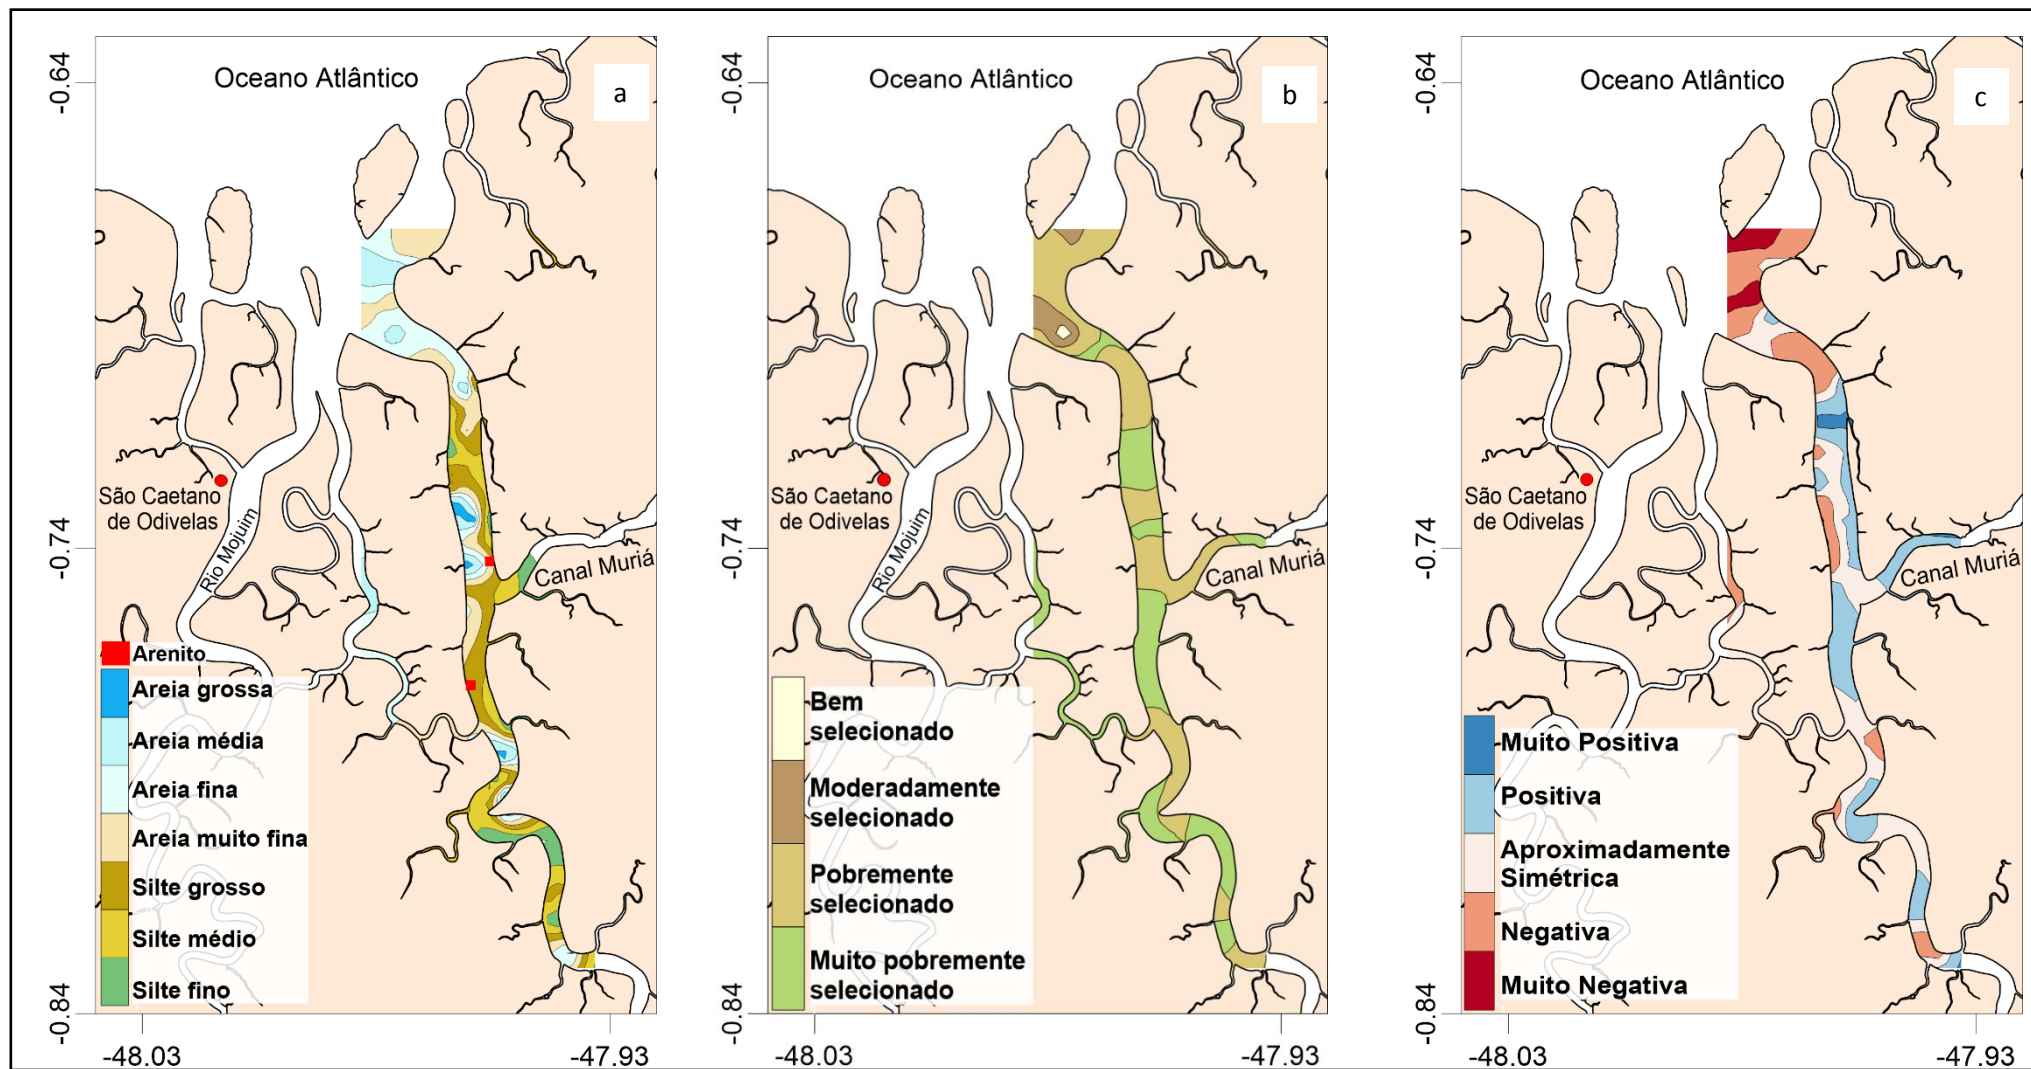 Oceano Atlântico
a
-0.64
-0.74
-0.84
São Caetano
de Odivelas
Rio Mojuim
Canal Muriá
Arenito
Areia grossa
Areia média
Areia fina
Areia muito fina
Silte grosso
Silte médio
Silte fino
-48.03
-47.93
Oceano Atlântico
b
-0.64
-0.74
-0.84
São Caetano
de Odivelas
Rio Mojuim
Canal Muriá
Bem
selecionado
Moderadamente
selecionado
Pobremente
selecionado
Muito pobremente
selecionado
-48.03
-47.93
Oceano Atlântico
c
-0.64
-0.74
-0.84
São Caetano
de Odivelas
Rio Mojuim
Canal Muriá
Muito Positiva
Positiva
Aproximadamente
Simétrica
Negativa
Muito Negativa
-48.03
-47.93